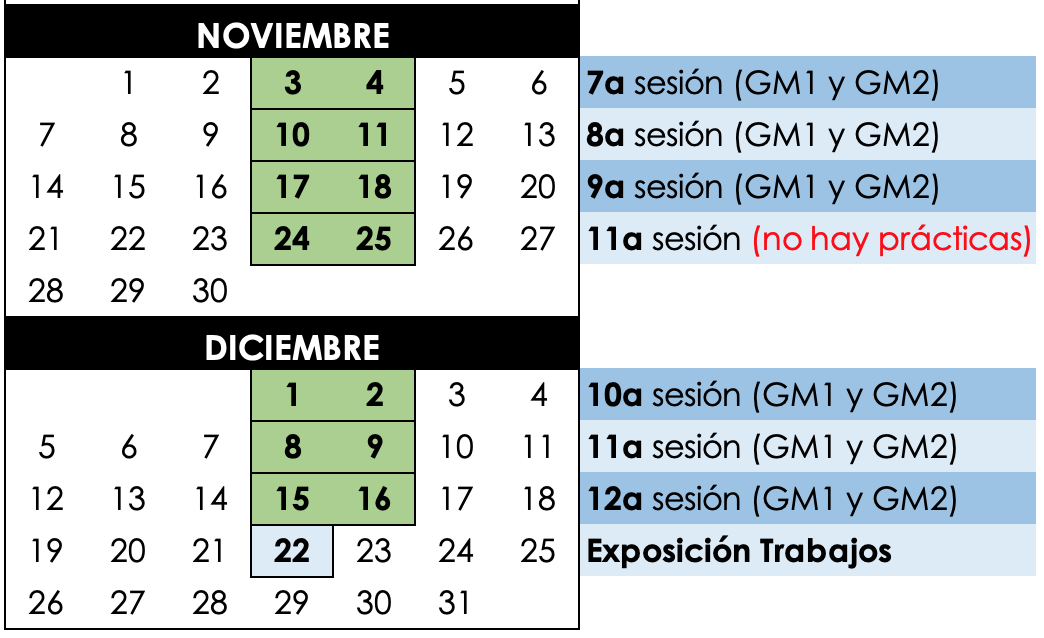 NOVIEMBRE
1 2 3 4 5 6 7a sesión (GM1 y GM2)
7 8 9 10 11 12 13 8a sesión (GM1 y GM2)
14 15 16 17 18 19 20 9a sesión (GM1 y GM2)
21 22 23 24 25 26 27 11a sesión (no hay prácticas)
28 29 30
DICIEMBRE
1 2 3 4 10a sesión (GM1 y GM2)
5 6 7 8 9 10 11 11a sesión (GM1 y GM2)
12 13 14 15 16 17 18 12a sesión (GM1 y GM2)
19 20 21 22 23 24 25 Exposición Trabajos
26 27 28 29 30 31